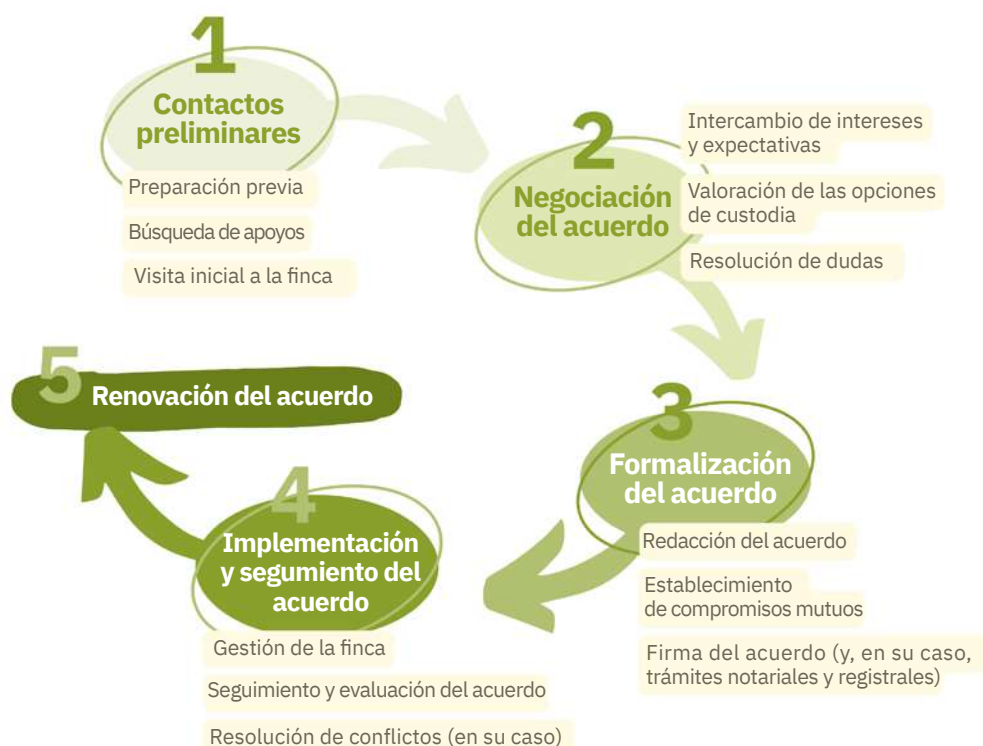 1
Contactos
preliminares
Preparación previa
Búsqueda de apoyos
Visita inicial a la finca
2
Negociación
del acuerdo
Intercambio de intereses
y expectativas
Valoración de las opciones
de custodia
Resolución de dudas
3
Formalización
del acuerdo
Redacción del acuerdo
Establecimiento
de compromisos mutuos
Firma del acuerdo (y, en su caso,
trámites notariales y registrales)
4
Implementación
y segumiento del
acuerdo
Gestión de la finca
Seguimiento y evaluación del acuerdo
Resolución de conflictos (en su caso)
5
Renovación del acuerdo